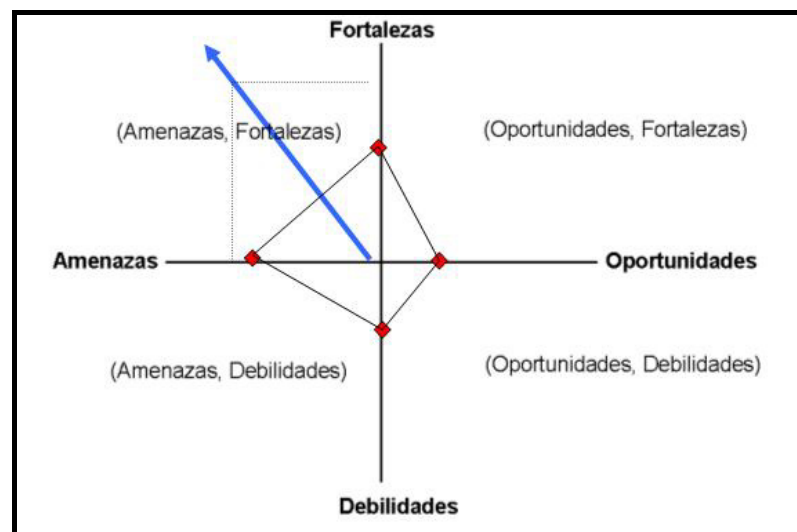 Fortalezas
(Amenazas, Fortalezas)
(Oportunidades, Fortalezas)
Amenazas
Oportunidades
(Amenazas, Debilidades)
(Oportunidades, Debilidades)
Debilidades